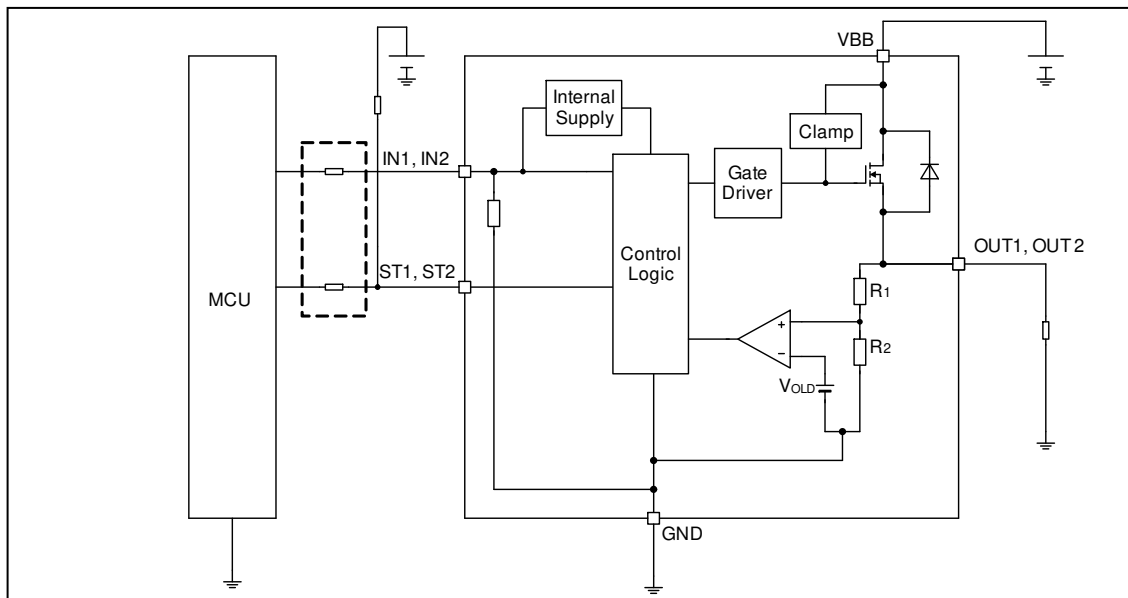 VBB
Internal
Supply
Clamp
IN1, IN2
Gate
Driver
Control
Logic
OUT1, OUT2
ST1, ST2
MCU
R1
+
R2
−
VOLD
GND